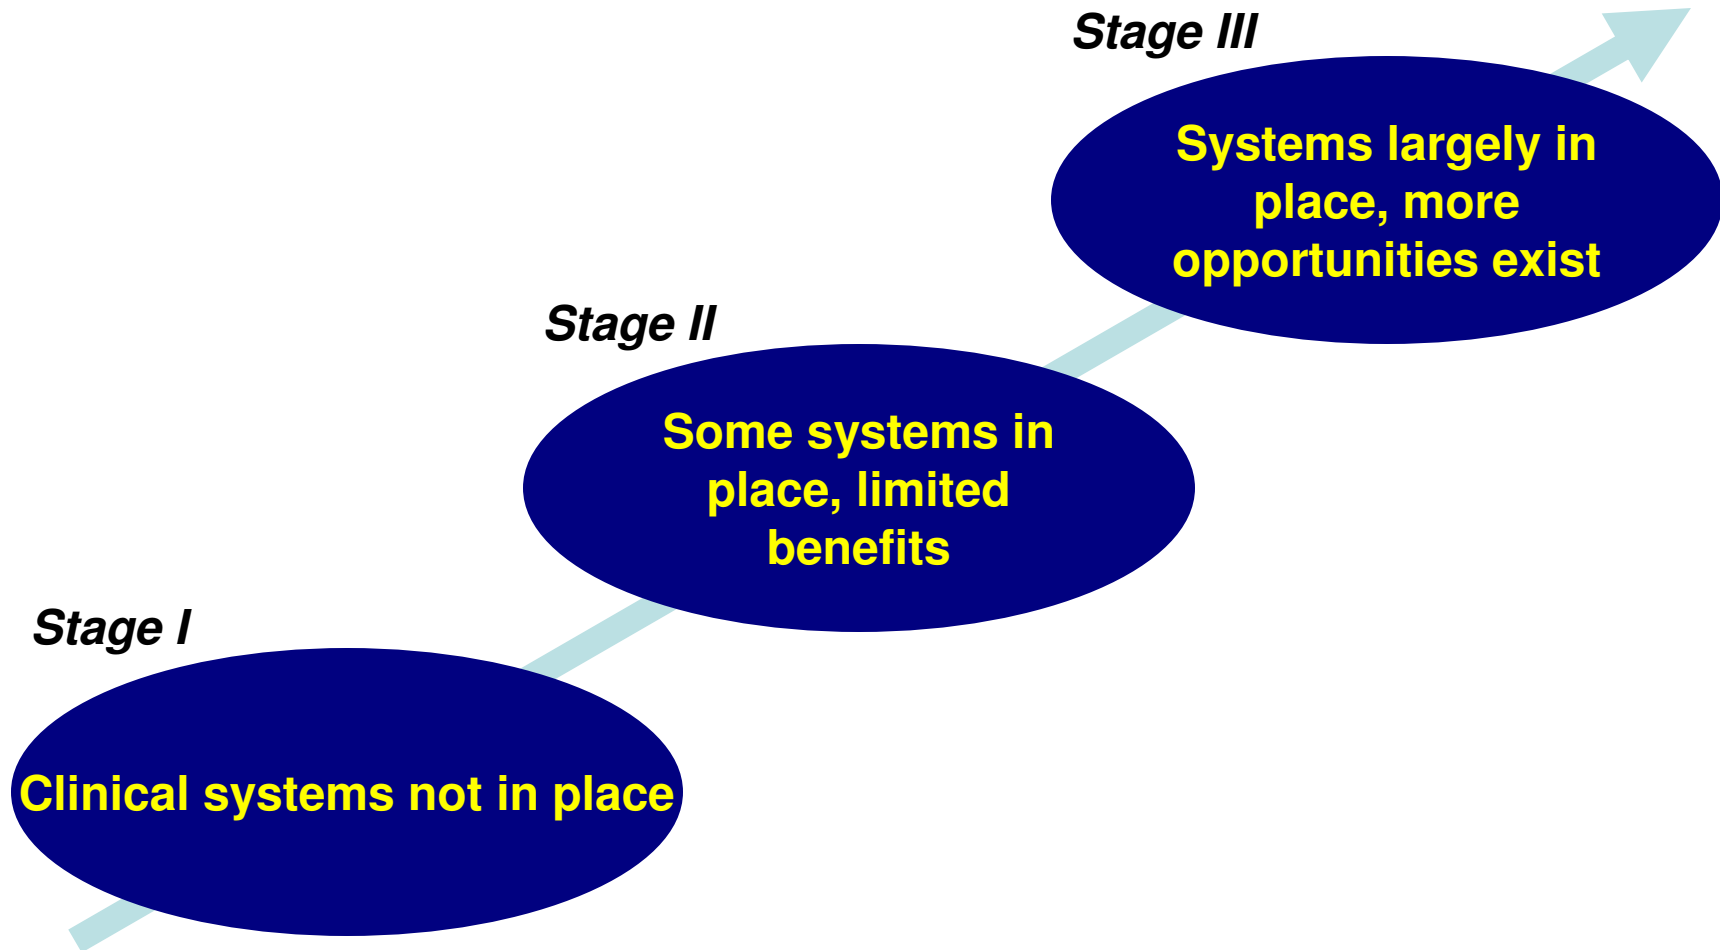 Stage III
Systems largely in
place, more
opportunities exist
Stage II
Some systems in
place, limited
benefits
Stage I
Clinical systems not in place